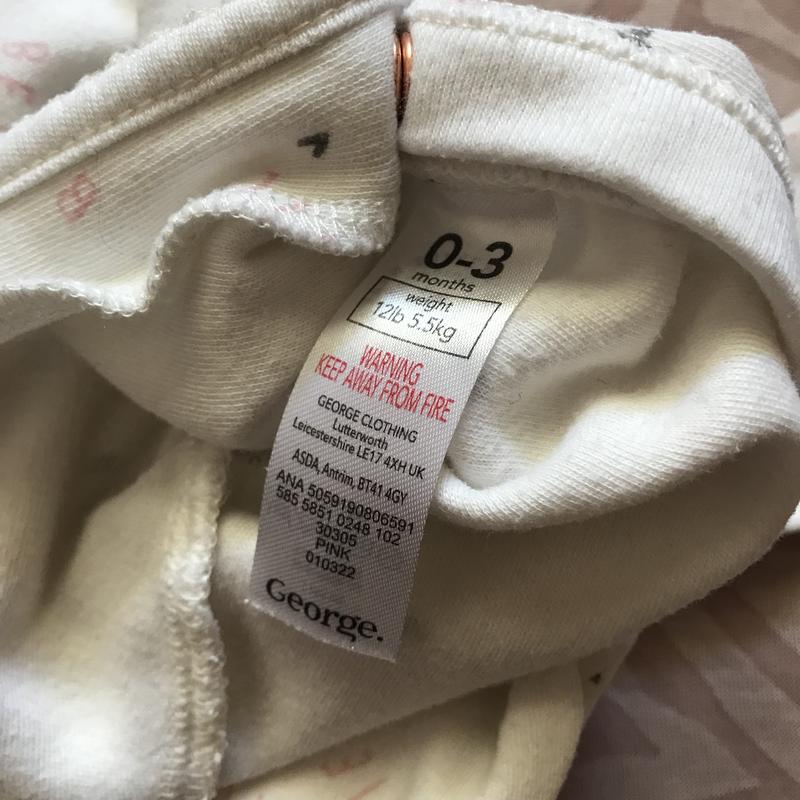 0-3
months
weight
12lb 5.5kg
WARNING
KEEP AWAY FROM FIRE
GEORGE CLOTHING
Lutterworth
Leicestershire LE17 4XH UK
ASDA, Antrim, BT41 4GY
ANA 5059190806591
585 5851 0248 102
30305
PINK
010322
George.